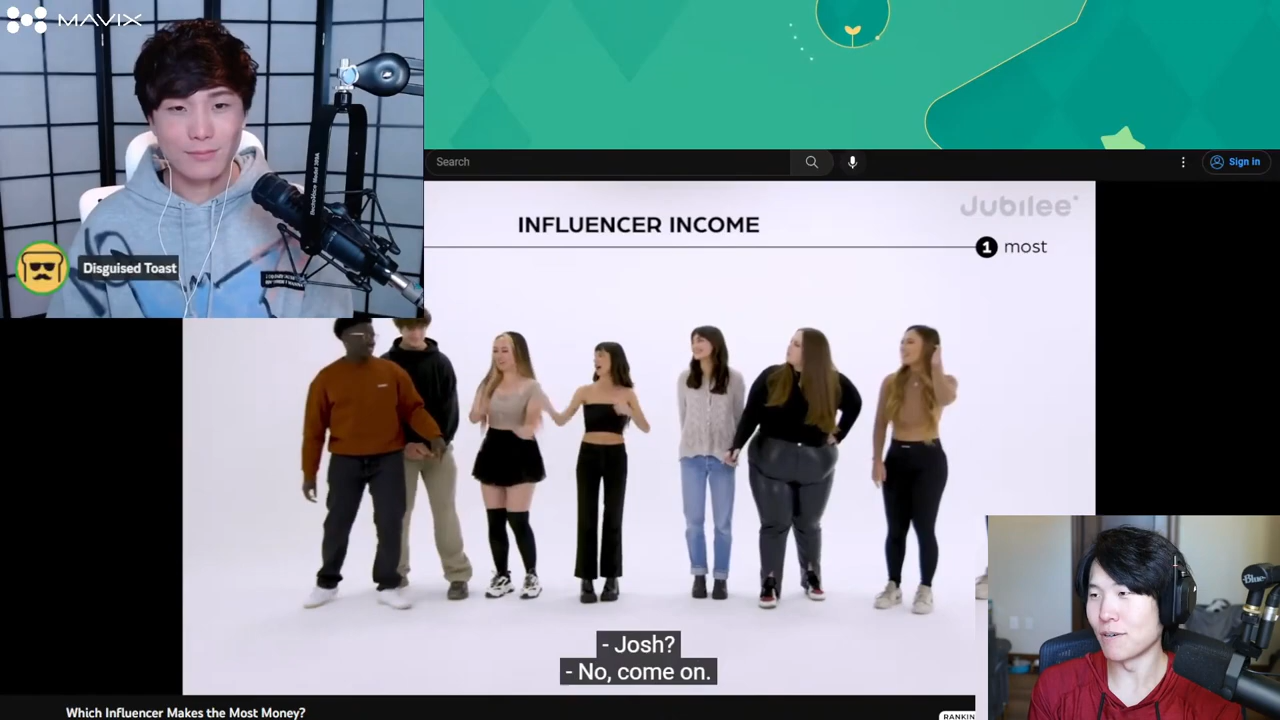 MAVIX
Search
Sign in
Jubilee
INFLUENCER INCOME
1 most
Disguised Toast
- Josh?
- No, come on.
Which Influencer Makes the Most Money?
RANKIN
Blue